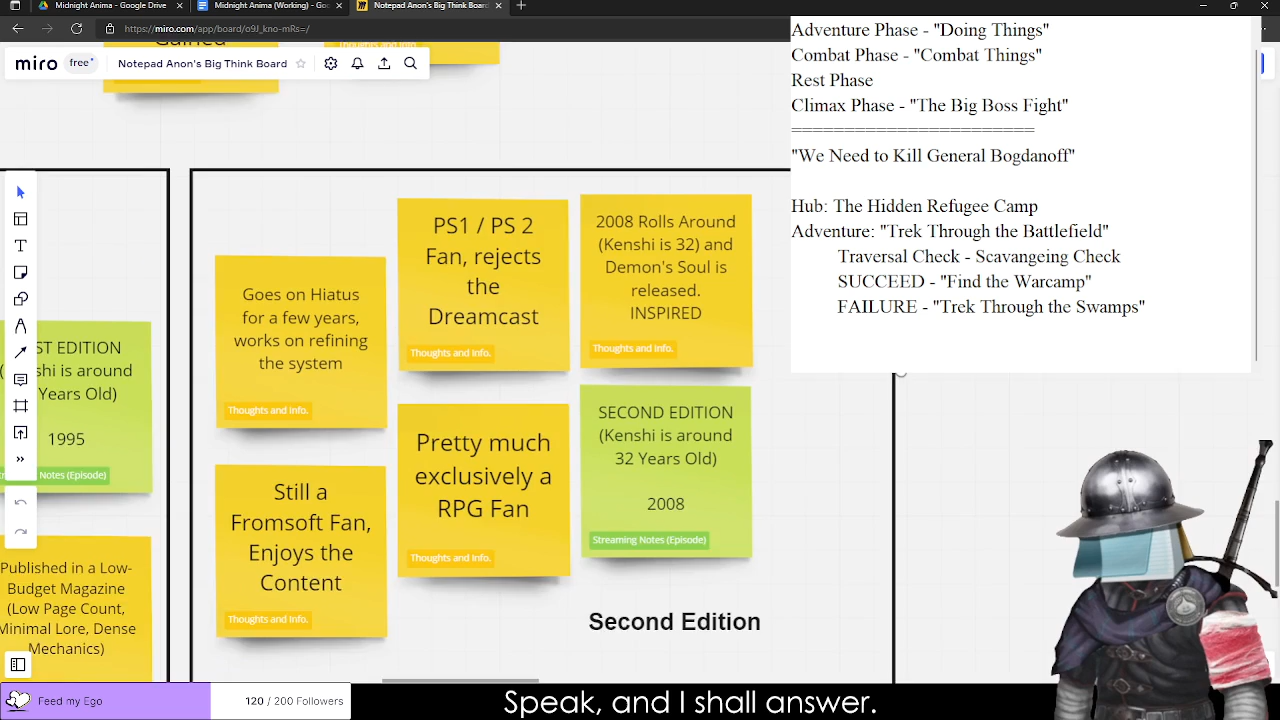 Midnight Anima - Google Drive
Midnight Anima (Working) - Goo
Notepad Anon's Big Think Board
https://miro.com/app/board/o9J_kno-mRs=/
miro
free
Notepad Anon's Big Think Board
Gained
Thoughts and Info.
Adventure Phase - "Doing Things"
Combat Phase - "Combat Things"
Rest Phase
Climax Phase - "The Big Boss Fight"
=======================
"We Need to Kill General Bogdanoff"
Hub: The Hidden Refugee Camp
Adventure: "Trek Through the Battlefield"
Traversal Check - Scavangeing Check
SUCCEED - "Find the Warcamp"
FAILURE - "Trek Through the Swamps"
ST EDITION
shi is around
Years Old)
1995
Notes (Episode)
Published in a Low-
Budget Magazine
(Low Page Count,
Minimal Lore, Dense
Mechanics)
Goes on Hiatus
for a few years,
works on refining
the system
Thoughts and Info.
Still a
Fromsoft Fan,
Enjoys the
Content
Thoughts and Info.
PS1 / PS 2
Fan, rejects
the
Dreamcast
Thoughts and Info.
Pretty much
exclusively a
RPG Fan
Thoughts and Info.
2008 Rolls Around
(Kenshi is 32) and
Demon's Soul is
released.
INSPIRED
Thoughts and Info.
SECOND EDITION
(Kenshi is around
32 Years Old)
2008
Streaming Notes (Episode)
Second Edition
Feed my Ego
120 / 200 Followers
Speak, and I shall answer.